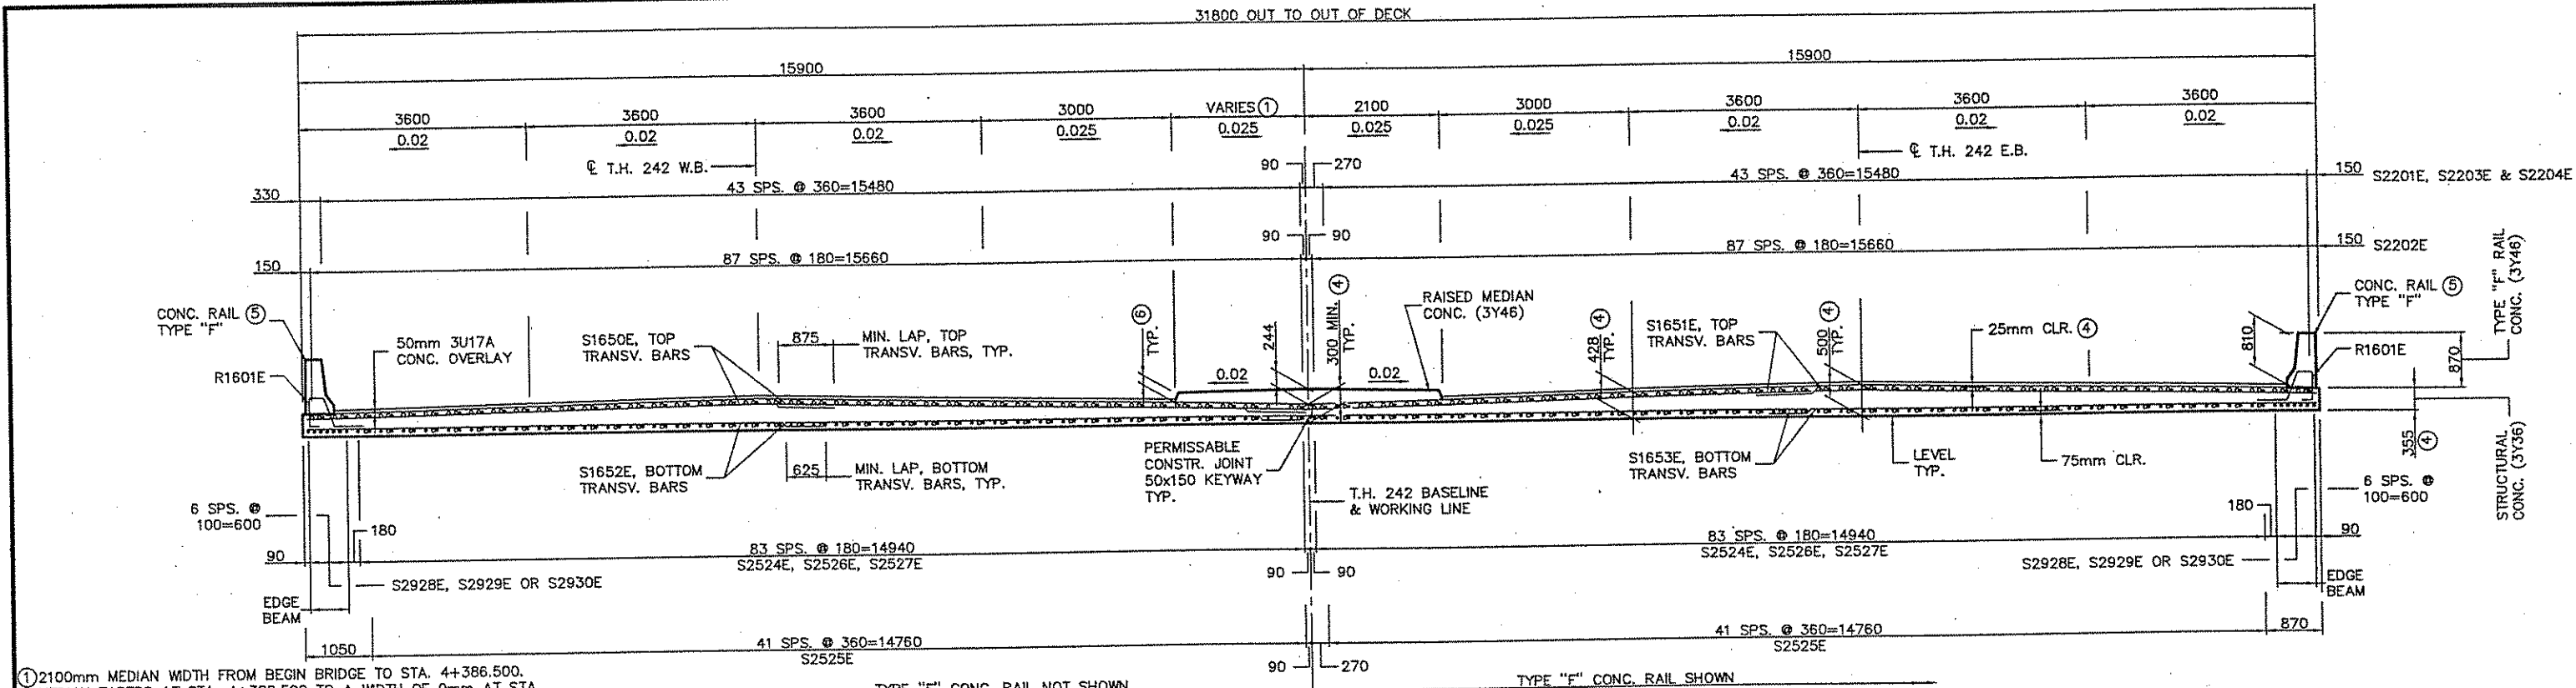 31800 OUT TO OUT OF DECK
15900
15900
3600
3600
3600
3000
VARIES ①
2100
3000
3600
3600
3600
0.02
0.02
0.02
0.025
0.025
0.025
0.025
0.02
0.02
0.02
℄ T.H. 242 W.B.
90
270
℄ T.H. 242 E.B.
330
43 SPS. @ 360=15480
43 SPS. @ 360=15480
150
S2201E, S2203E & S2204E
90
90
150
87 SPS. @ 180=15660
87 SPS. @ 180=15660
150
S2202E
CONC. RAIL ⑤
TYPE "F"
50mm 3U17A
CONC. OVERLAY
S1650E, TOP
TRANSV. BARS
875
MIN. LAP, TOP
TRANSV. BARS, TYP.
⑥
TYP.
244
300 MIN. ④
TYP.
RAISED MEDIAN
CONC. (3Y46)
428 ④
TYP.
S1651E, TOP
TRANSV. BARS
500 ④
TYP.
25mm CLR. ④
810
CONC. RAIL ⑤
TYPE "F"
870
TYPE "F" RAIL
CONC. (3Y46)
R1601E
R1601E
0.02
0.02
S1652E, BOTTOM
TRANSV. BARS
625
MIN. LAP, BOTTOM
TRANSV. BARS, TYP.
PERMISSABLE
CONSTR. JOINT
50x150 KEYWAY
TYP.
S1653E, BOTTOM
TRANSV. BARS
LEVEL
TYP.
75mm CLR.
355
④
STRUCTURAL
CONC. (3Y36)
T.H. 242 BASELINE
& WORKING LINE
6 SPS. @
100=600
180
180
6 SPS. @
100=600
90
83 SPS. @ 180=14940
S2524E, S2526E, S2527E
83 SPS. @ 180=14940
S2524E, S2526E, S2527E
90
90
90
S2928E, S2929E OR S2930E
S2928E, S2929E OR S2930E
EDGE
BEAM
EDGE
BEAM
1050
41 SPS. @ 360=14760
S2525E
41 SPS. @ 360=14760
S2525E
870
90
270
① 2100mm MEDIAN WIDTH FROM BEGIN BRIDGE TO STA. 4+386.500.
TYPE "F" CONC. RAIL NOT SHOWN
TYPE "F" CONC. RAIL SHOWN